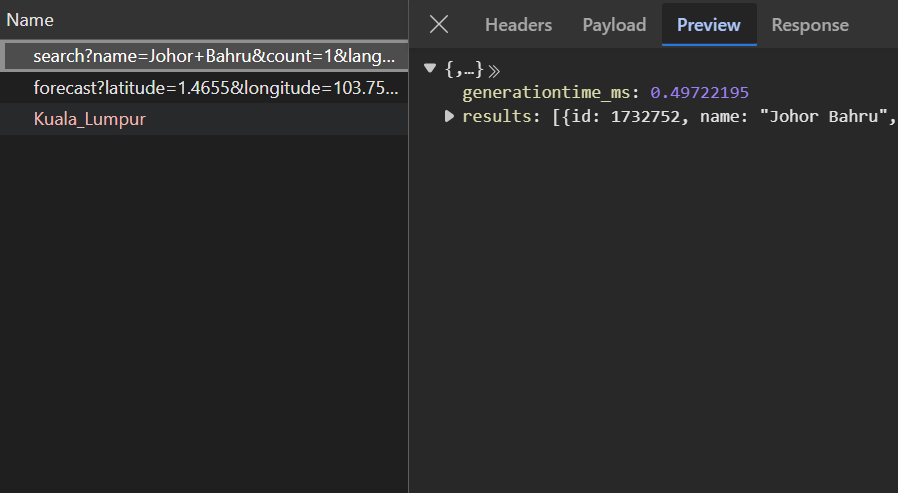 Name
search?name=Johor+Bahru&count=1&lang...
forecast?latitude=1.4655&longitude=103.75...
Kuala_Lumpur
Headers Payload Preview Response
{,…}
generationtime_ms: 0.49722195
results: [{id: 1732752, name: "Johor Bahru",